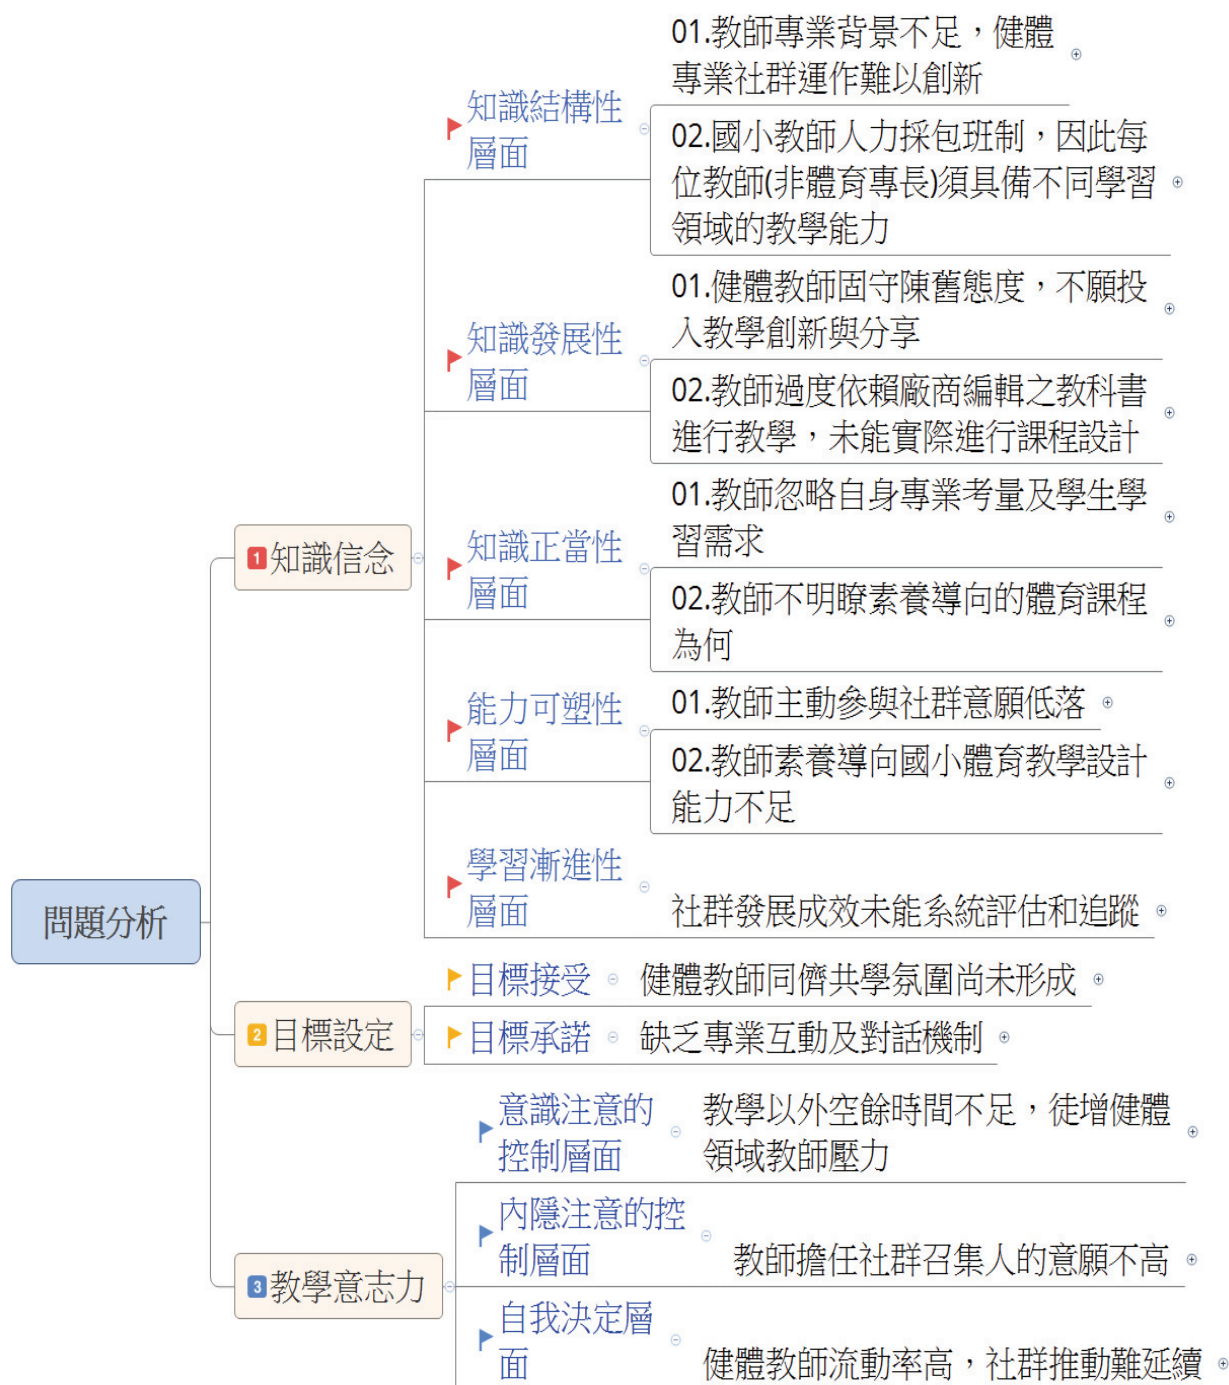 問題分析
1 知識信念
知識結構性
層面
01.教師專業背景不足，健體
專業社群運作難以創新
02.國小教師人力採包班制，因此每
位教師(非體育專長)須具備不同學習
領域的教學能力
知識發展性
層面
01.健體教師固守陳舊態度，不願投
入教學創新與分享
02.教師過度依賴廠商編輯之教科書
進行教學，未能實際進行課程設計
知識正當性
層面
01.教師忽略自身專業考量及學生學
習需求
02.教師不明瞭素養導向的體育課程
為何
能力可塑性
層面
01.教師主動參與社群意願低落
02.教師素養導向國小體育教學設計
能力不足
學習漸進性
層面
社群發展成效未能系統評估和追蹤
2 目標設定
目標接受
健體教師同儕共學氛圍尚未形成
目標承諾
缺乏專業互動及對話機制
3 教學意志力
意識注意的
控制層面
教學以外空餘時間不足，徒增健體
領域教師壓力
內隱注意的控
制層面
教師擔任社群召集人的意願不高
自我決定層
面
健體教師流動率高，社群推動難延續